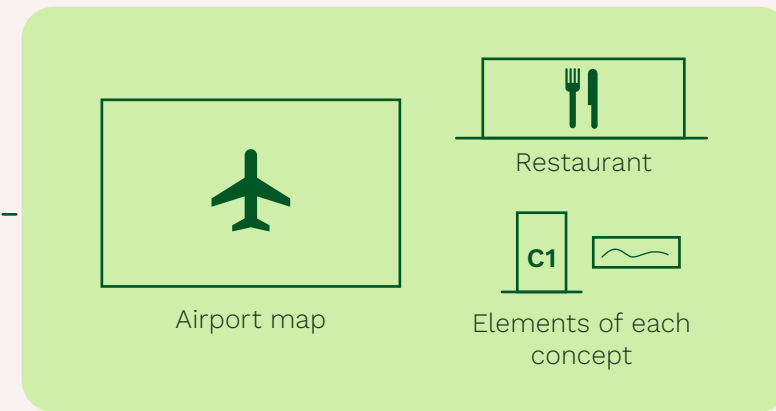 Airport map
Restaurant
C1
Elements of each
concept